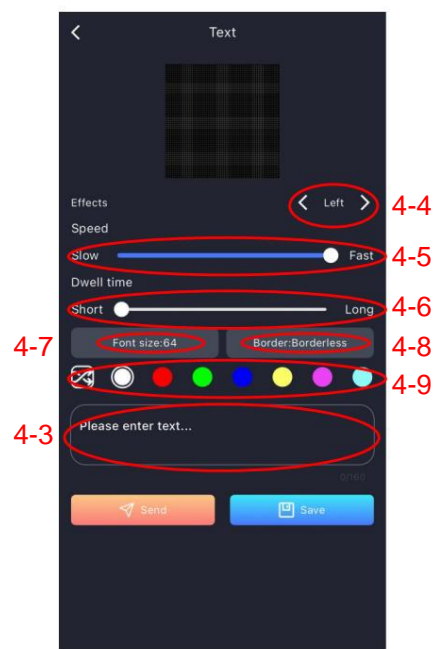 Text
Effects
Left
4-4
Speed
Slow
Fast
4-5
Dwell time
Short
Long
4-6
4-7
Font size:64
Border:Borderless
4-8
4-9
4-3
Please enter text...
0/160
Send
Save